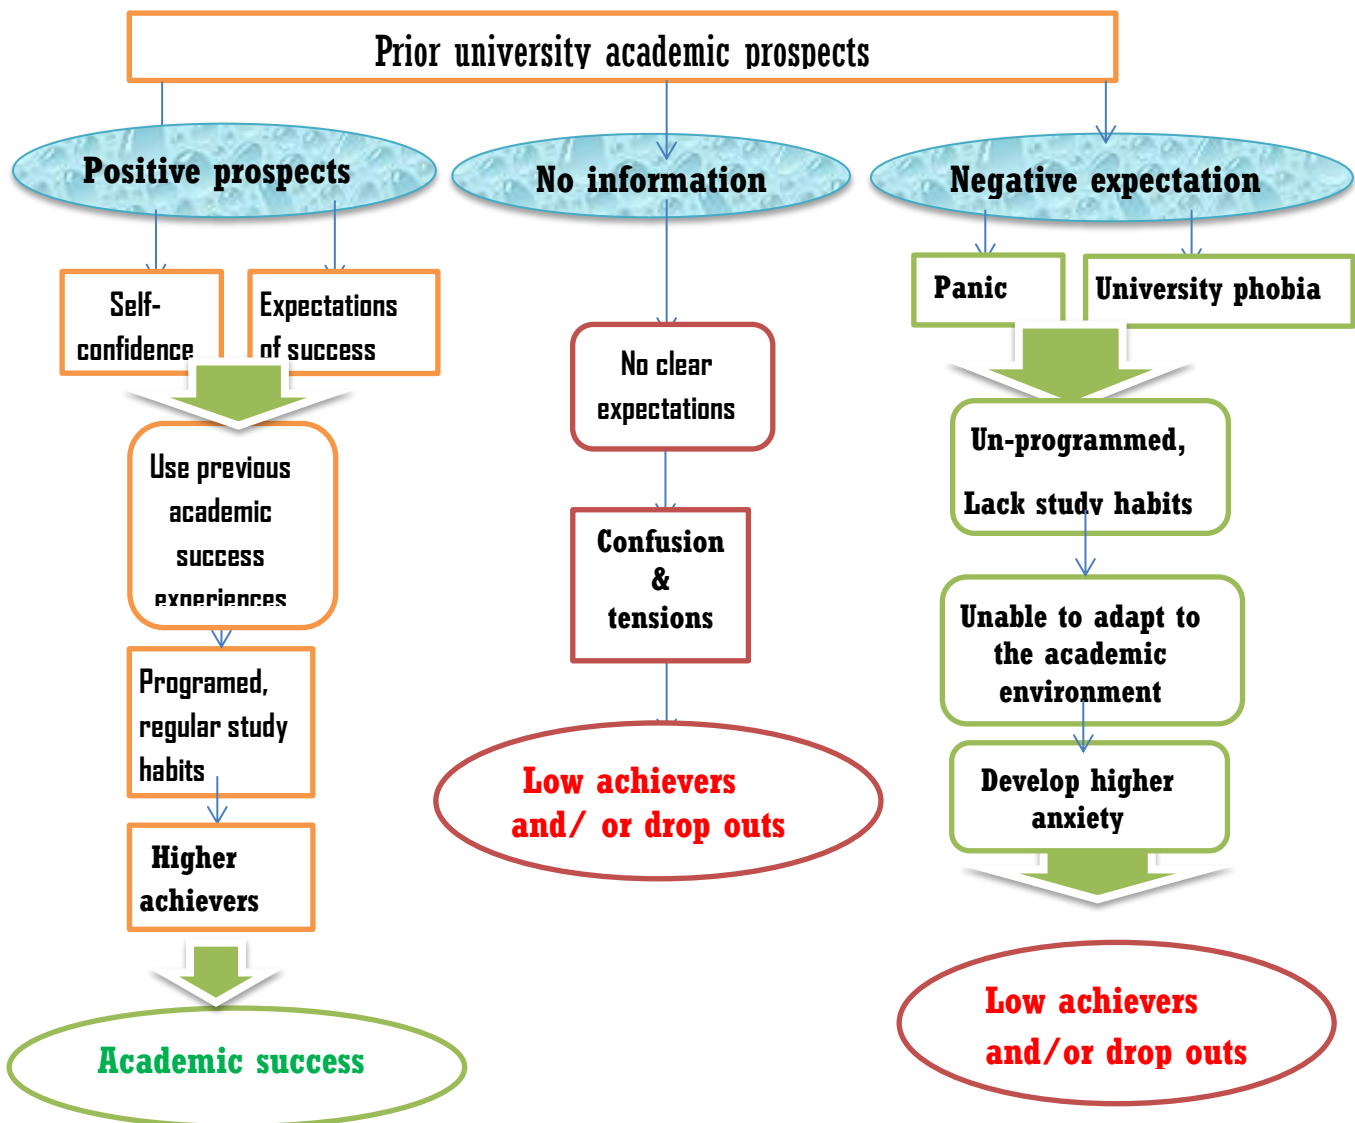 Prior university academic prospects
Positive prospects
No information
Negative expectation
Self-
confidence
Expectations
of success
Panic
University phobia
No clear
expectations
Use previous
academic
success
experiences
Un-programmed,
Lack study habits
Confusion
&
tensions
Unable to adapt to
the academic
environment
Programed,
regular study
habits
Low achievers
and/ or drop outs
Develop higher
anxiety
Higher
achievers
Academic success
Low achievers
and/or drop outs